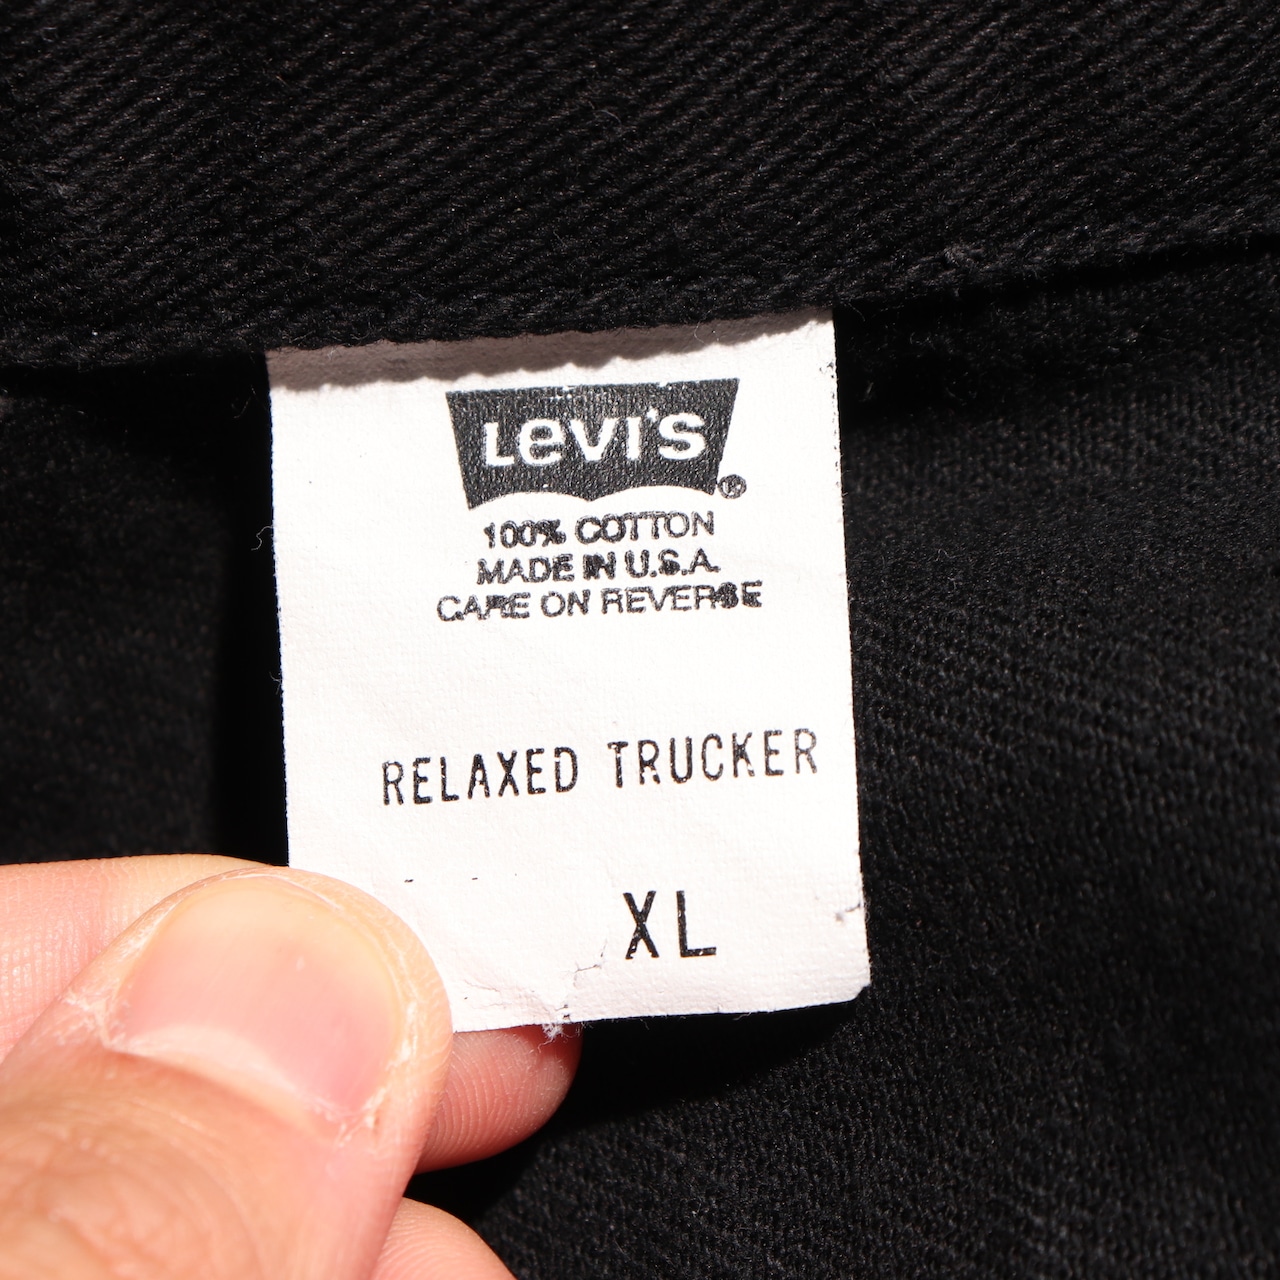 LEVI'S ®
100% COTTON
MADE IN U.S.A.
CARE ON REVERSE
RELAXED TRUCKER
XL